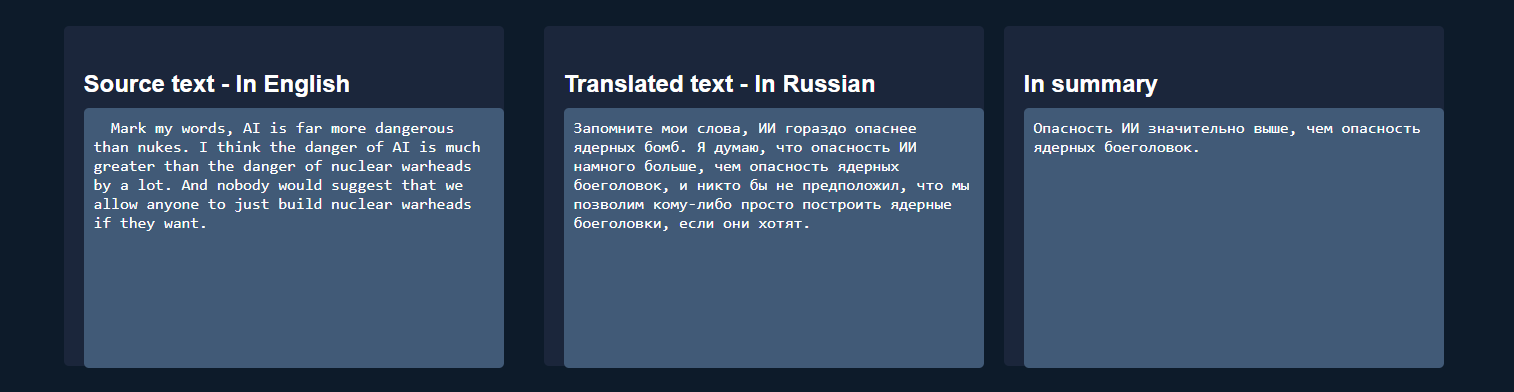 Source text - In English
Mark my words, AI is far more dangerous
than nukes. I think the danger of AI is much
greater than the danger of nuclear warheads
by a lot. And nobody would suggest that we
allow anyone to just build nuclear warheads
if they want.
Translated text - In Russian
Запомните мои слова, ИИ гораздо опаснее
ядерных бомб. Я думаю, что опасность ИИ
намного больше, чем опасность ядерных
боеголовок, и никто бы не предположил, что мы
позволим кому-либо просто построить ядерные
боеголовки, если они хотят.
In summary
Опасность ИИ значительно выше, чем опасность
ядерных боеголовок.